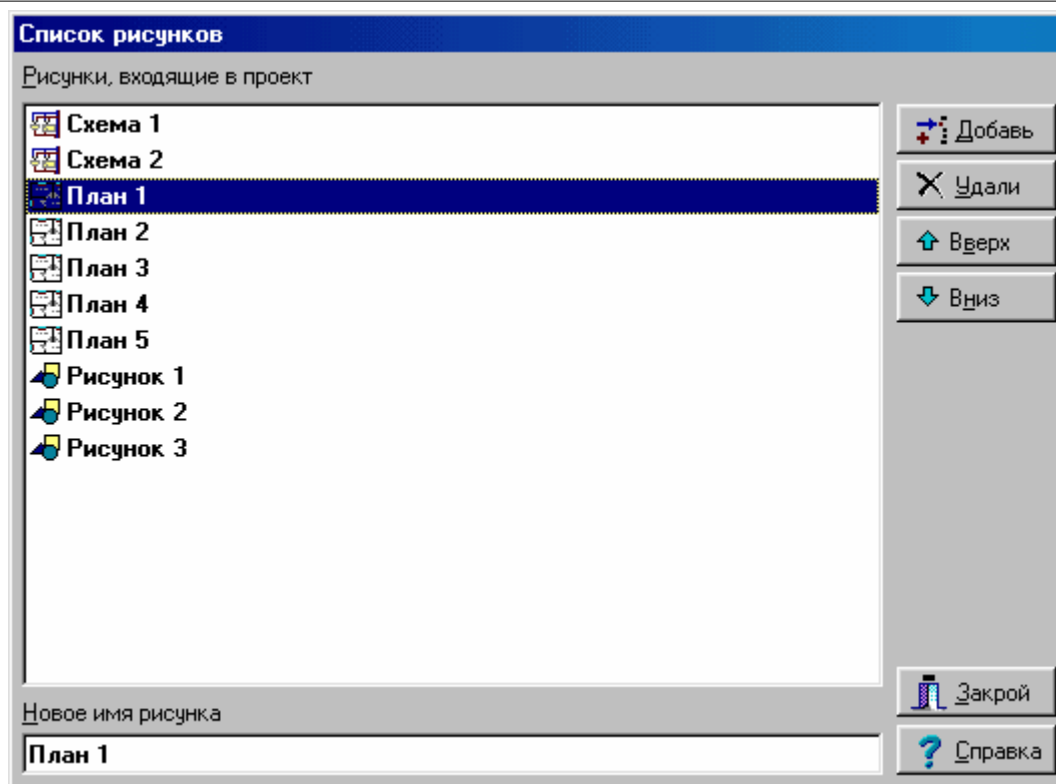 Список рисунков
Рисунки, входящие в проект
Схема 1
Схема 2
План 1
План 2
План 3
План 4
План 5
Рисунок 1
Рисунок 2
Рисунок 3
Добавь
Удали
Вверх
Вниз
Закрой
Справка
Новое имя рисунка
План 1